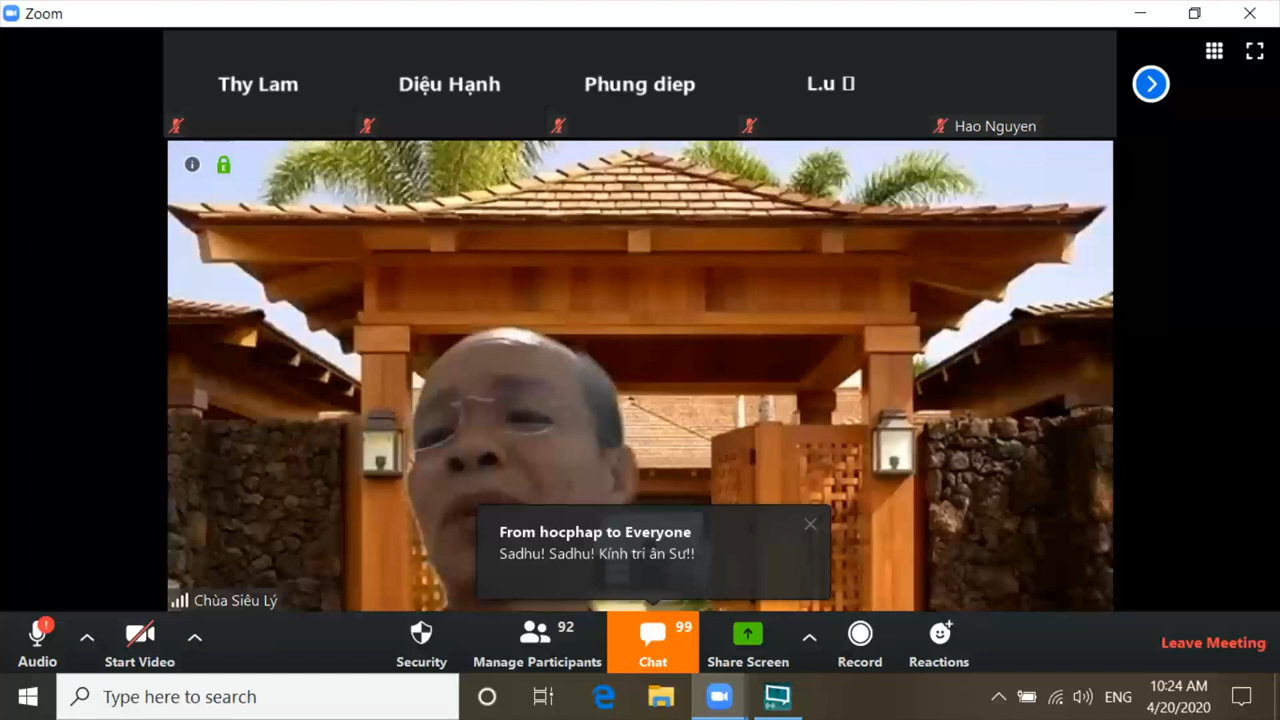 Zoom
Thy Lam
Diệu Hạnh
Phung diep
L.u
Hao Nguyen
From hocphap to Everyone
Sadhu! Sadhu! Kính tri ân Sư!!
Chùa Siêu Lý
92
99
Audio
Start Video
Security
Manage Participants
Chat
Share Screen
Record
Reactions
Leave Meeting
Type here to search
ENG
10:24 AM
4/20/2020